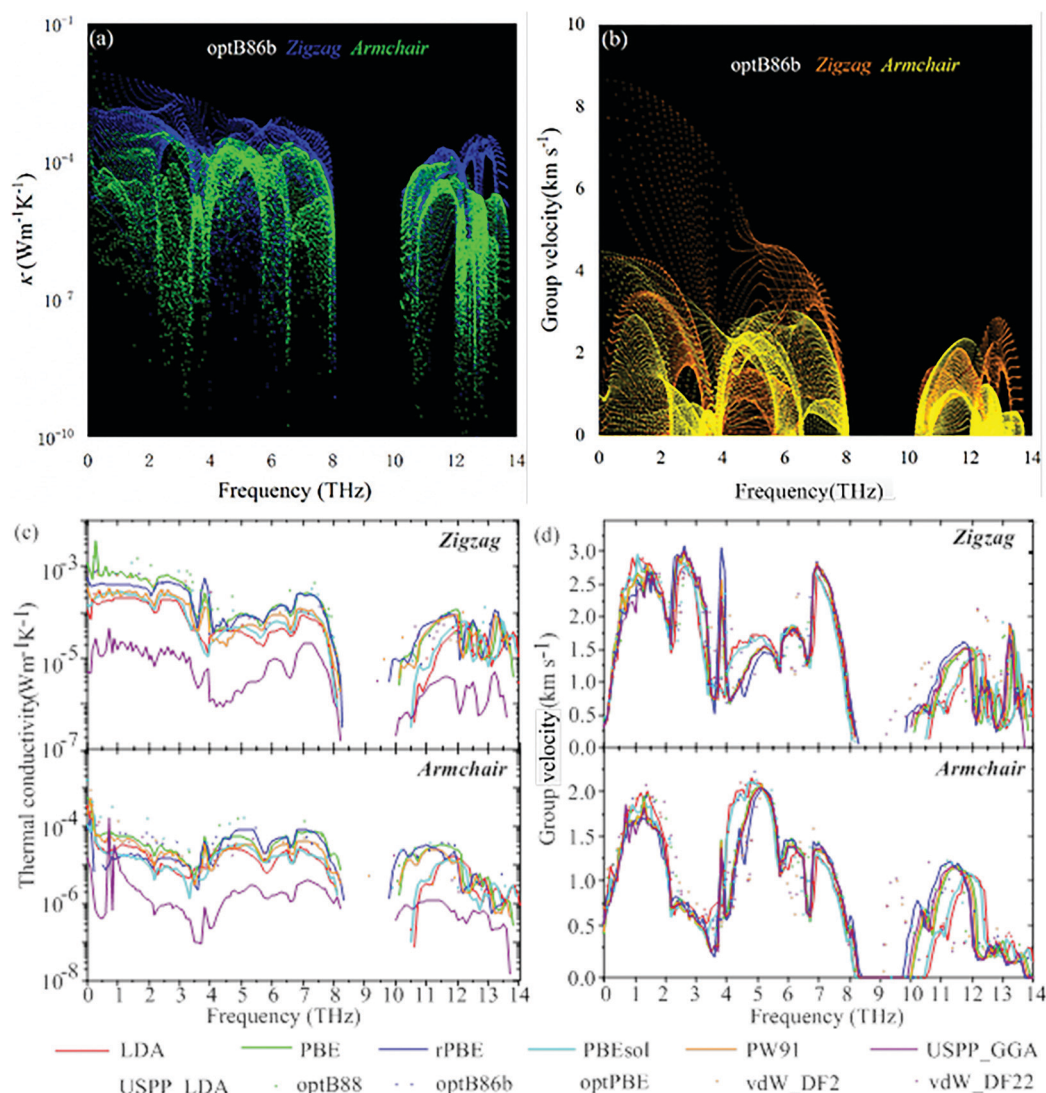 (a)
optB86b Zigzag Armchair
κ (Wm⁻¹K⁻¹)
10⁻¹
10⁻⁴
10⁻⁷
10⁻¹⁰
0 2 4 6 8 10 12 14
Frequency (THz)
(b)
optB86b Zigzag Armchair
Group velocity(km s⁻¹)
10
8
6
4
2
0
0 2 4 6 8 10 12 14
Frequency(THz)
(c)
Zigzag
Thermal conductivity(Wm⁻¹K⁻¹)
10⁻³
10⁻⁵
10⁻⁷
Armchair
10⁻⁴
10⁻⁶
10⁻⁸
0 1 2 3 4 5 6 7 8 9 10 11 12 13 14
Frequency (THz)
(d)
Zigzag
Group velocity(km s⁻¹)
3.0
2.5
2.0
1.5
1.0
0.5
0.0
Armchair
2.0
1.5
1.0
0.5
0.0
0 1 2 3 4 5 6 7 8 9 10 11 12 13 14
Frequency (THz)
LDA PBE rPBE PBEsol PW91 USPP_GGA
USPP_LDA optB88 optB86b optPBE vdW_DF2 vdW_DF22